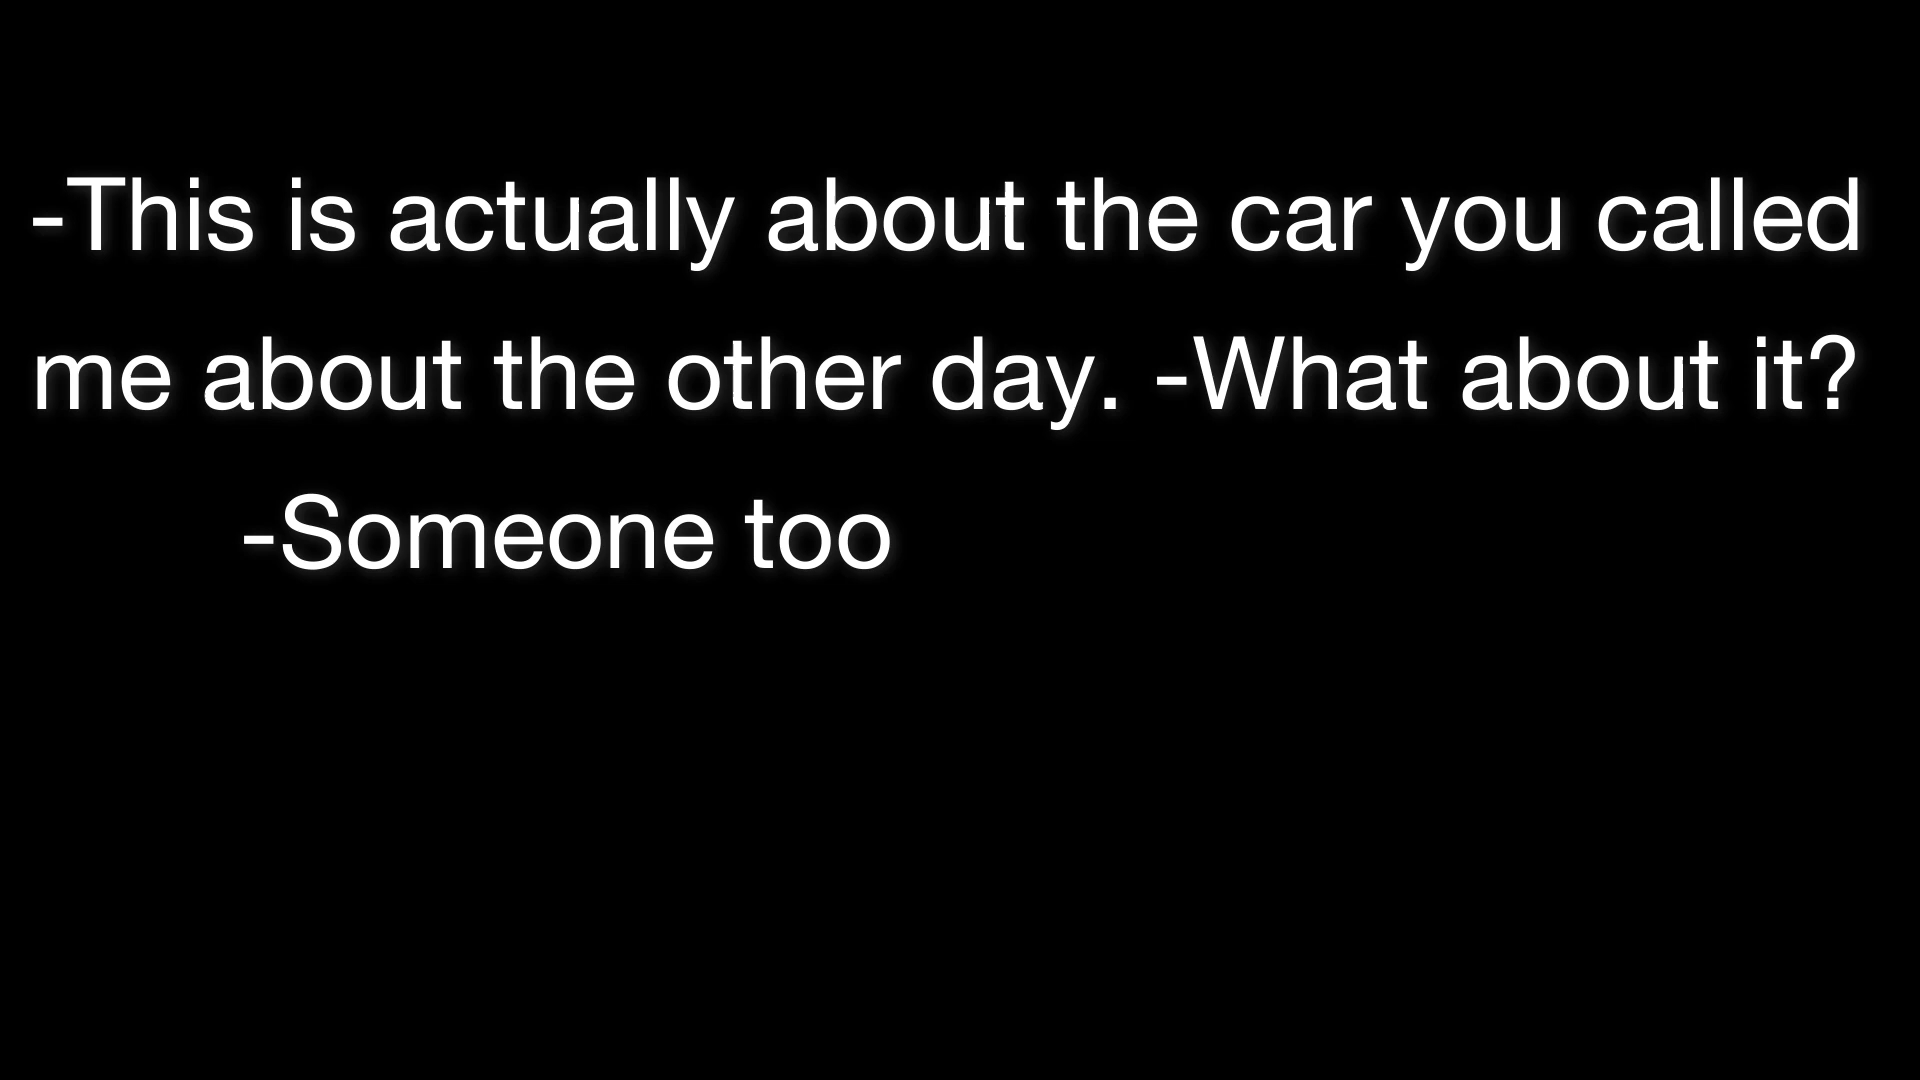 -This is actually about the car you called
me about the other day. -What about it?
-Someone too